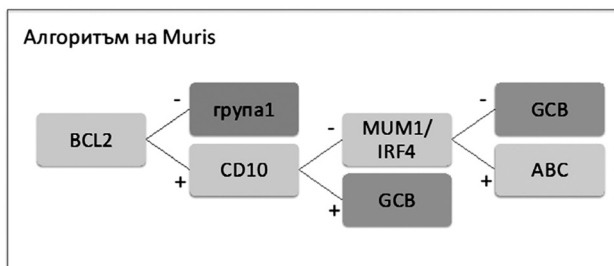 Алгоритъм на Muris
BCL2
-
+
група1
CD10
-
+
MUM1/
IRF4
GCB
-
+
GCB
ABC